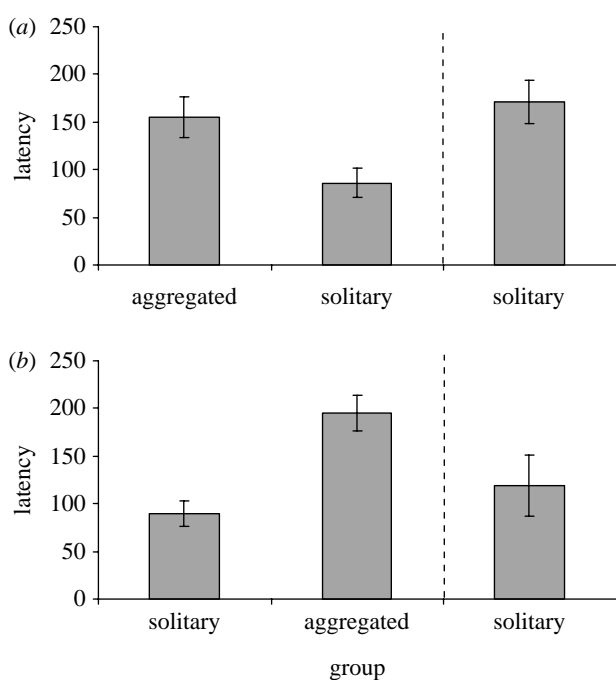 (a)
250
200
150
100
50
0
latency
aggregated solitary solitary
(b)
250
200
150
100
50
0
latency
solitary aggregated solitary
group